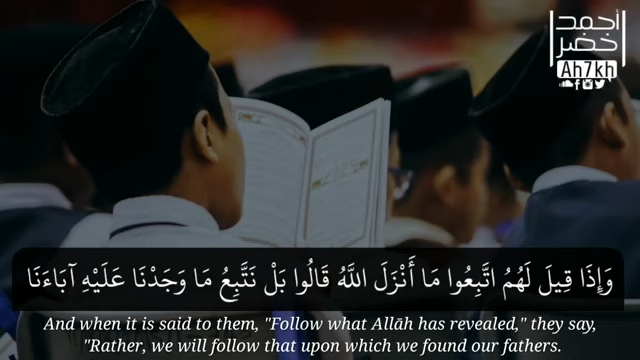 أحمد
خضر
Ah7kh
وَإِذَا قِيلَ لَهُمُ اتَّبِعُوا مَا أَنْزَلَ اللَّهُ قَالُوا بَلْ نَتَّبِعُ مَا وَجَدْنَا عَلَيْهِ آبَاءَنَا
And when it is said to them, "Follow what Allāh has revealed," they say,
"Rather, we will follow that upon which we found our fathers.